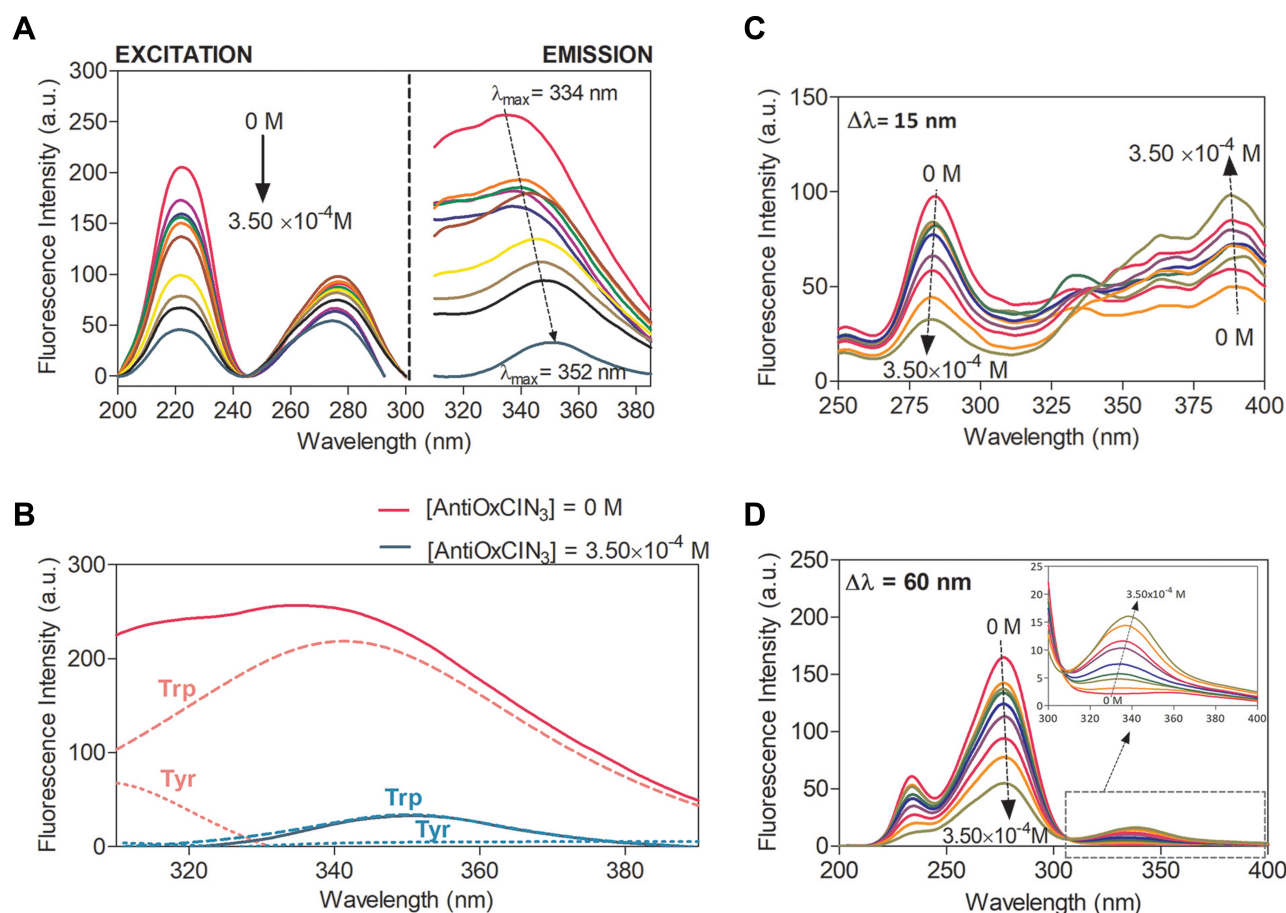 A
EXCITATION
EMISSION
Fluorescence Intensity (a.u.)
300
250
200
150
100
50
0
0 M
3.50 ×10⁻⁴M
λmax= 334 nm
λmax= 352 nm
200 220 240 260 280 300 320 340 360 380
Wavelength (nm)
B
[AntiOxCIN₃] = 0 M
[AntiOxCIN₃] = 3.50×10⁻⁴ M
Fluorescence Intensity (a.u.)
300
200
100
0
Trp
Tyr
Trp
Tyr
320 340 360 380
Wavelength (nm)
C
Fluorescence Intensity (a.u.)
150
100
50
0
Δλ= 15 nm
0 M
3.50×10⁻⁴ M
3.50 ×10⁻⁴ M
0 M
250 275 300 325 350 375 400
Wavelength (nm)
D
Fluorescence Intensity (a.u.)
250
200
150
100
50
0
Δλ = 60 nm
0 M
3.50×10⁻⁴ M
25
20
15
10
5
0
3.50x10⁻⁴ M
0 M
300 320 340 360 380 400
200 250 300 350 400
Wavelength (nm)